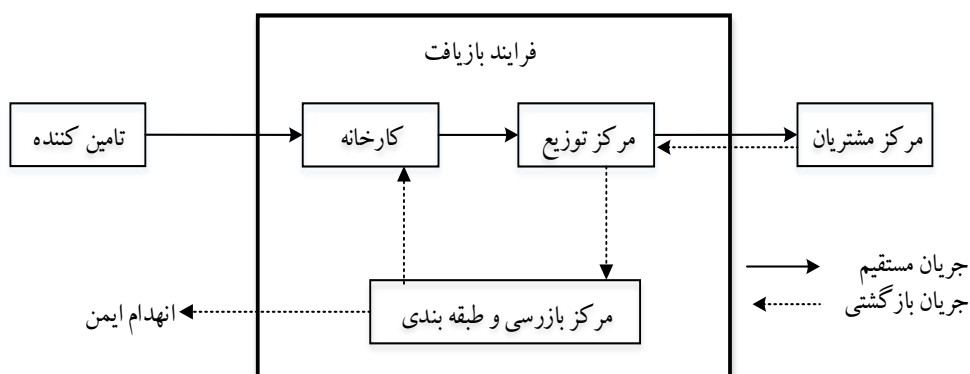 فرایند بازیافت
تامین کننده
کارخانه
مرکز توزیع
مرکز مشتریان
جریان مستقیم
جریان بازگشتی
مرکز بازرسی و طبقه بندی
انهدام ایمن